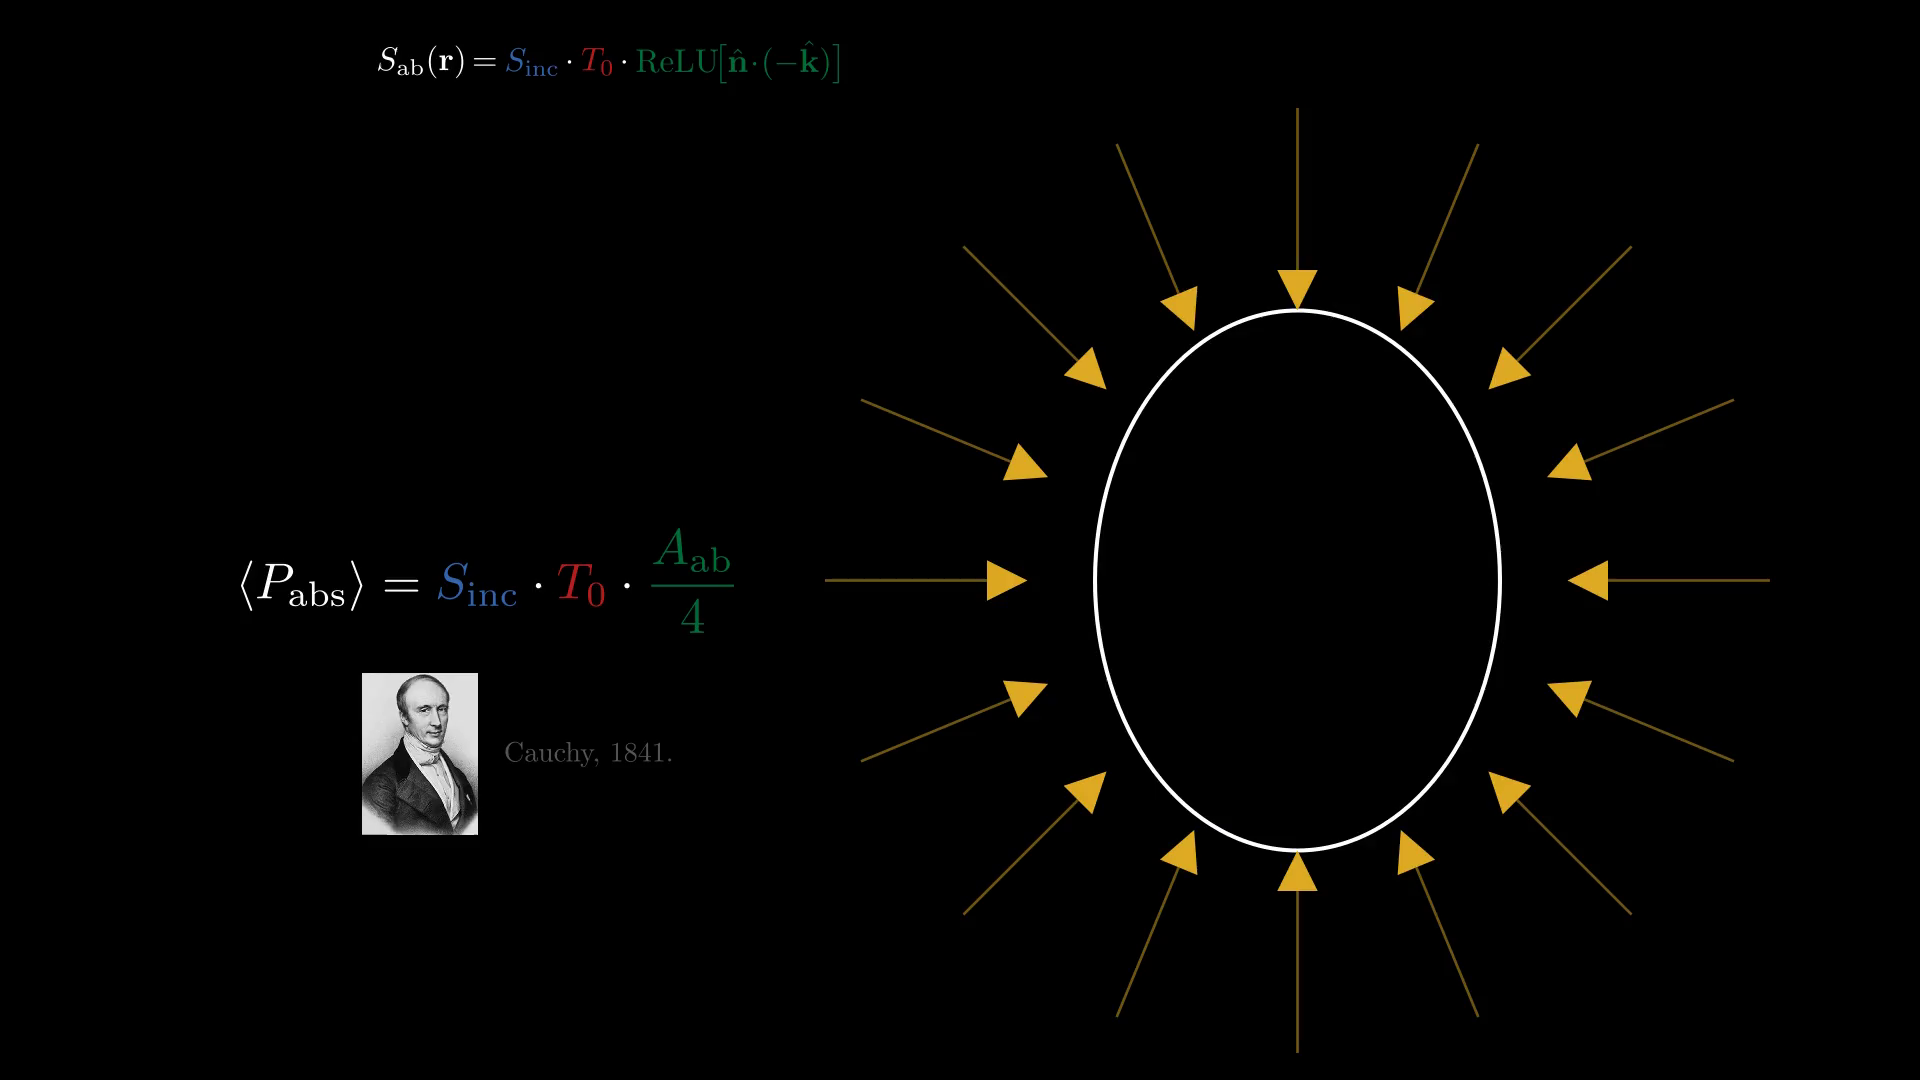 S_ab(r) = S_inc · T_0 · ReLU[n̂·(−k̂)]
⟨P_abs⟩ = S_inc · T_0 · A_ab/4
Cauchy, 1841.